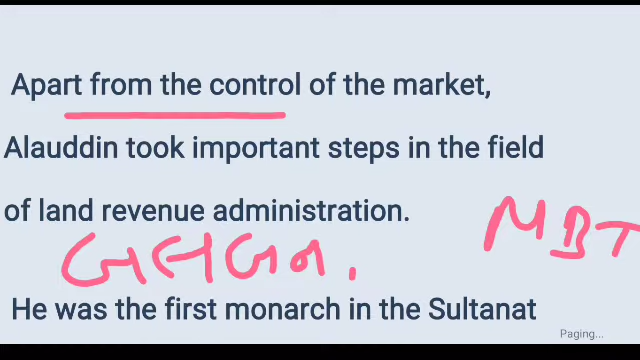 Apart from the control of the market,
Alauddin took important steps in the field
of land revenue administration.
MBT
He was the first monarch in the Sultanat
Paging...